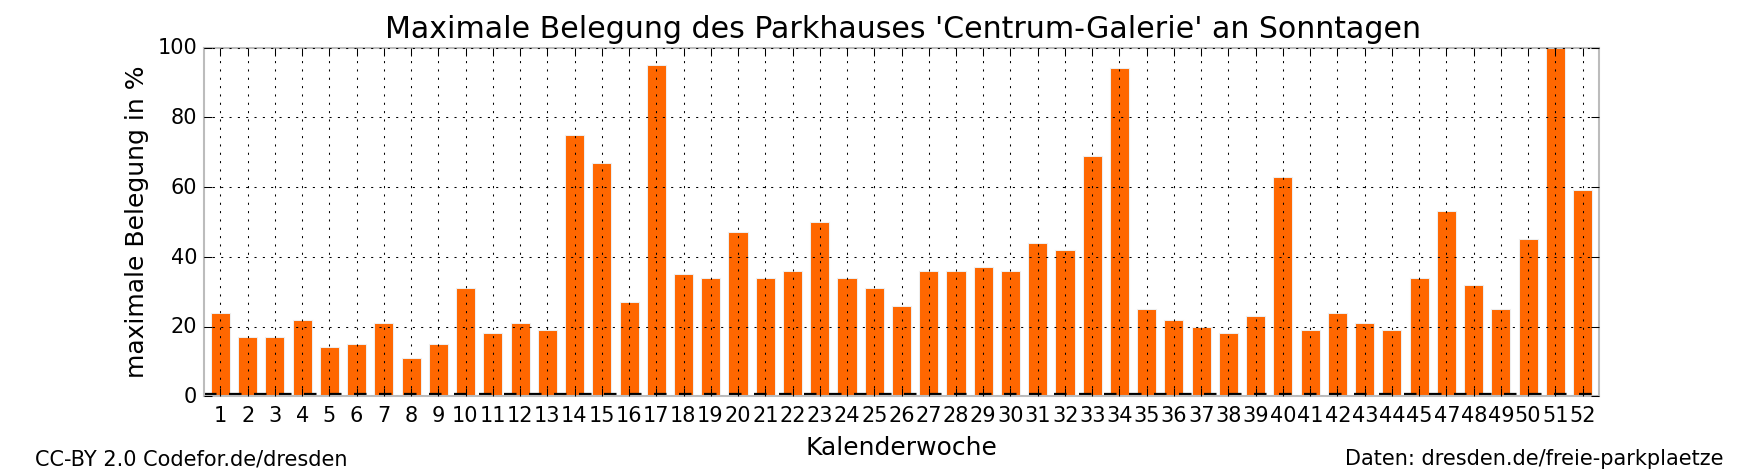 Maximale Belegung des Parkhauses 'Centrum-Galerie' an Sonntagen
maximale Belegung in %
100
80
60
40
20
0
1 2 3 4 5 6 7 8 9 10 11 12 13 14 15 16 17 18 19 20 21 22 23 24 25 26 27 28 29 30 31 32 33 34 35 36 37 38 39 40 41 42 43 44 45 47 48 49 50 51 52
Kalenderwoche
CC-BY 2.0 Codefor.de/dresden
Daten: dresden.de/freie-parkplaetze